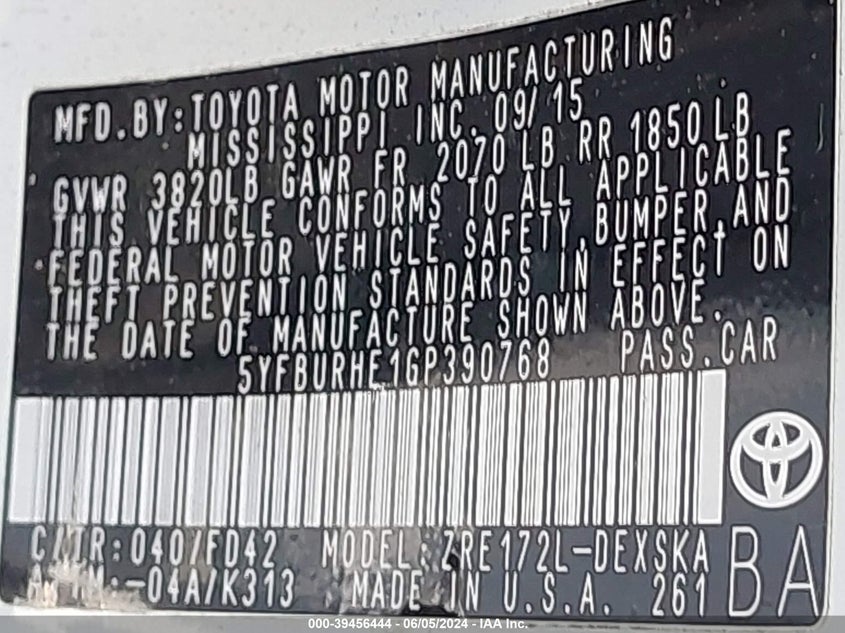 MFD.BY:TOYOTA MOTOR MANUFACTURING
MISSISSIPPI INC. 09/15
GVWR 3820LB GAWR FR 2070 LB RR 1850LB
THIS VEHICLE CONFORMS TO ALL APPLICABLE
FEDERAL MOTOR VEHICLE SAFETY,BUMPER,AND
THEFT PREVENTION STANDARDS IN EFFECT ON
THE DATE OF MANUFACTURE SHOWN ABOVE.
5YFBURHE1GP390768 PASS.CAR
C/TR:040/FD42 MODEL:ZRE172L-DEXSKA
-04A/K313 MADE IN U.S.A. 261
BA
000-39456444 - 06/05/2024 - IAA Inc.